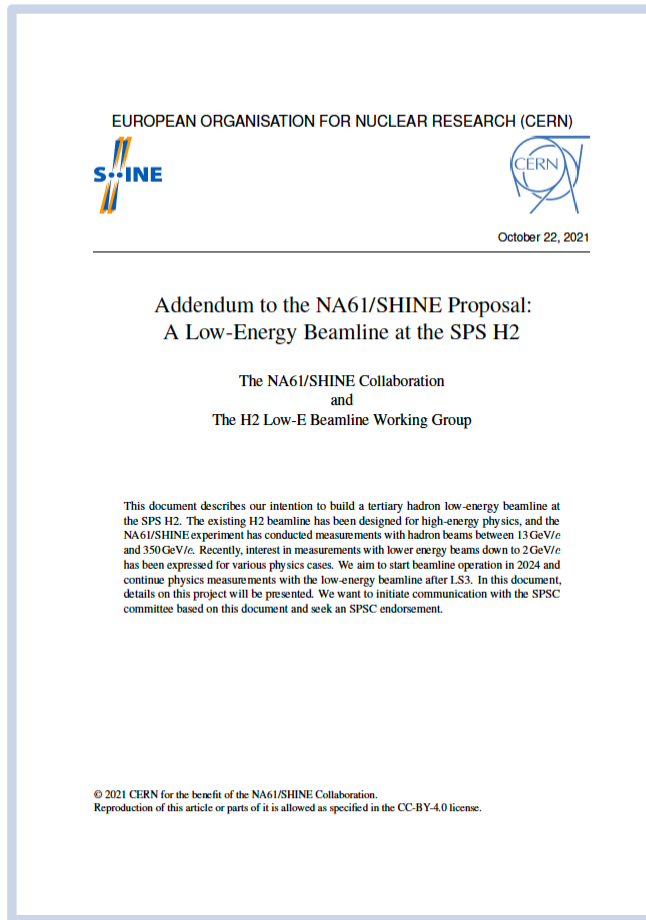 EUROPEAN ORGANISATION FOR NUCLEAR RESEARCH (CERN)
SHINE
CERN
October 22, 2021
Addendum to the NA61/SHINE Proposal:
A Low-Energy Beamline at the SPS H2
The NA61/SHINE Collaboration
and
The H2 Low-E Beamline Working Group
This document describes our intention to build a tertiary hadron low-energy beamline at
the SPS H2. The existing H2 beamline has been designed for high-energy physics, and the
NA61/SHINE experiment has conducted measurements with hadron beams between 13 GeV/c
and 350 GeV/c. Recently, interest in measurements with lower energy beams down to 2 GeV/c
has been expressed for various physics cases. We aim to start beamline operation in 2024 and
continue physics measurements with the low-energy beamline after LS3. In this document,
details on this project will be presented. We want to initiate communication with the SPSC
committee based on this document and seek an SPSC endorsement.
© 2021 CERN for the benefit of the NA61/SHINE Collaboration.
Reproduction of this article or parts of it is allowed as specified in the CC-BY-4.0 license.